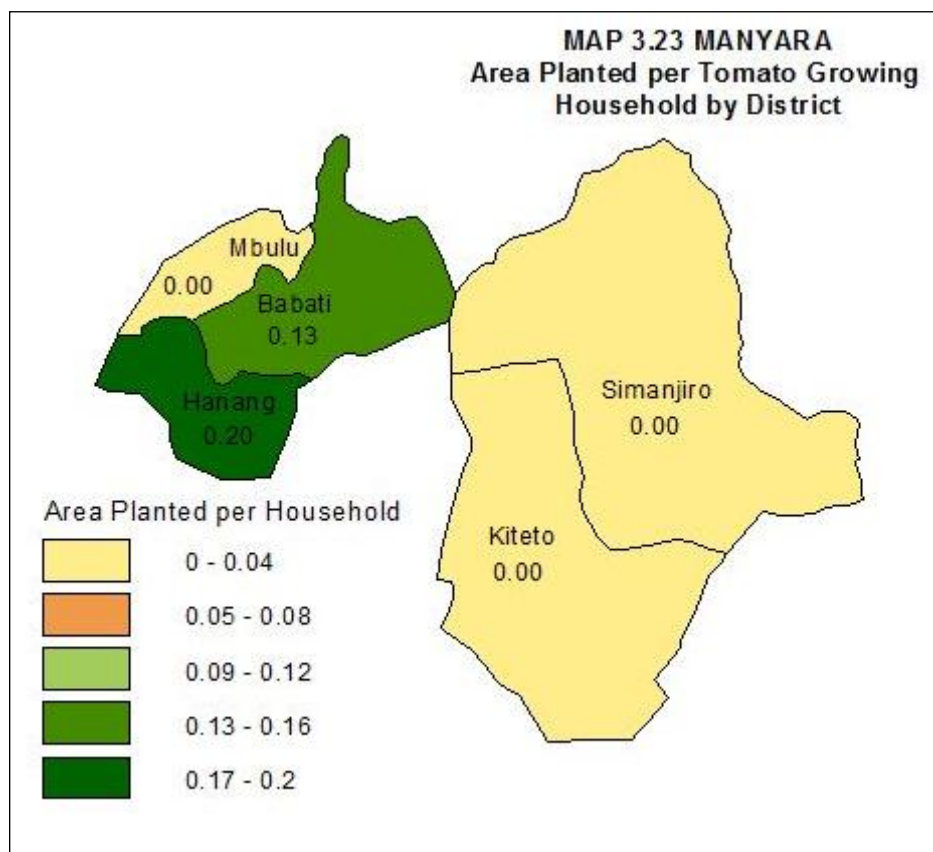 MAP 3.23 MANYARA
Area Planted per Tomato Growing
Household by District
Mbulu
0.00
Babati
0.13
Hanang
0.20
Simanjiro
0.00
Kiteto
0.00
Area Planted per Household
0 - 0.04
0.05 - 0.08
0.09 - 0.12
0.13 - 0.16
0.17 - 0.2